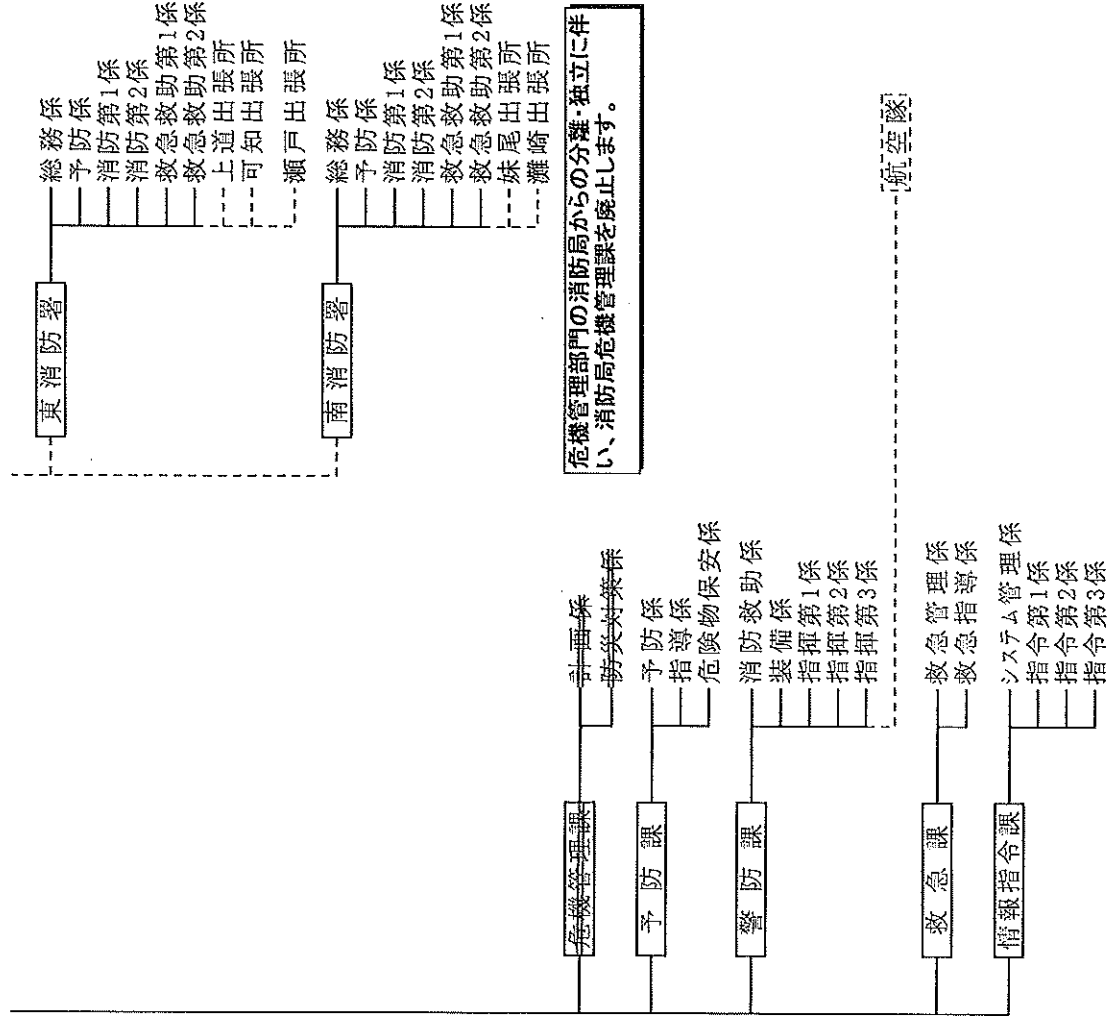 東消防署
総務係
予防係
消防第1係
消防第2係
救急救助第1係
救急救助第2係
上道出張所
可知出張所
瀬戸出張所
南消防署
総務係
予防係
消防第1係
消防第2係
救急救助第1係
救急救助第2係
妹尾出張所
灘崎出張所
危機管理部門の消防局からの分離・独立に伴
い、消防局危機管理課を廃止します。
危機管理課
計画係
防災対策係
予防課
予防係
指導係
危険物保安係
警防課
消防救助係
装備係
指揮第1係
指揮第2係
指揮第3係
航空隊
救急課
救急管理係
救急指導係
情報指令課
システム管理係
指令第1係
指令第2係
指令第3係